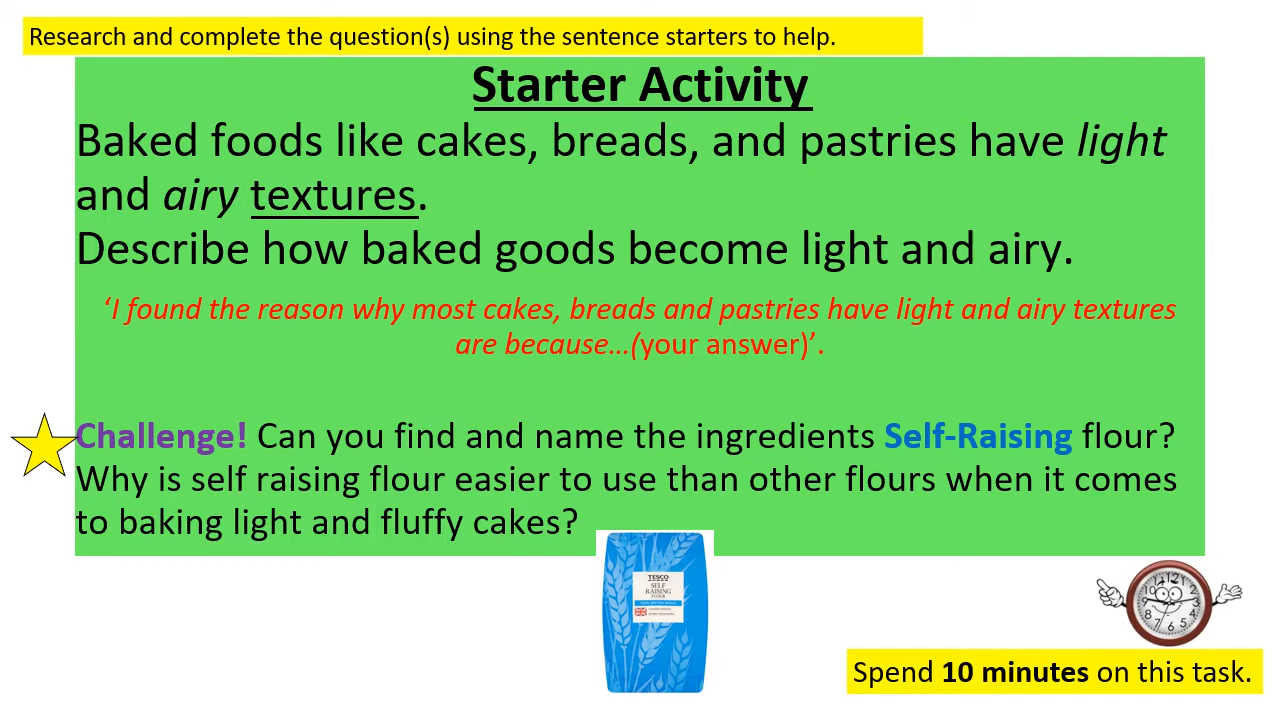 Research and complete the question(s) using the sentence starters to help.
Starter Activity
Baked foods like cakes, breads, and pastries have light
and airy textures.
Describe how baked goods become light and airy.
‘I found the reason why most cakes, breads and pastries have light and airy textures
are because...(your answer)’.
Challenge! Can you find and name the ingredients Self-Raising flour?
Why is self raising flour easier to use than other flours when it comes
to baking light and fluffy cakes?
TESCO
SELF
RAISING
FLOUR
Spend 10 minutes on this task.